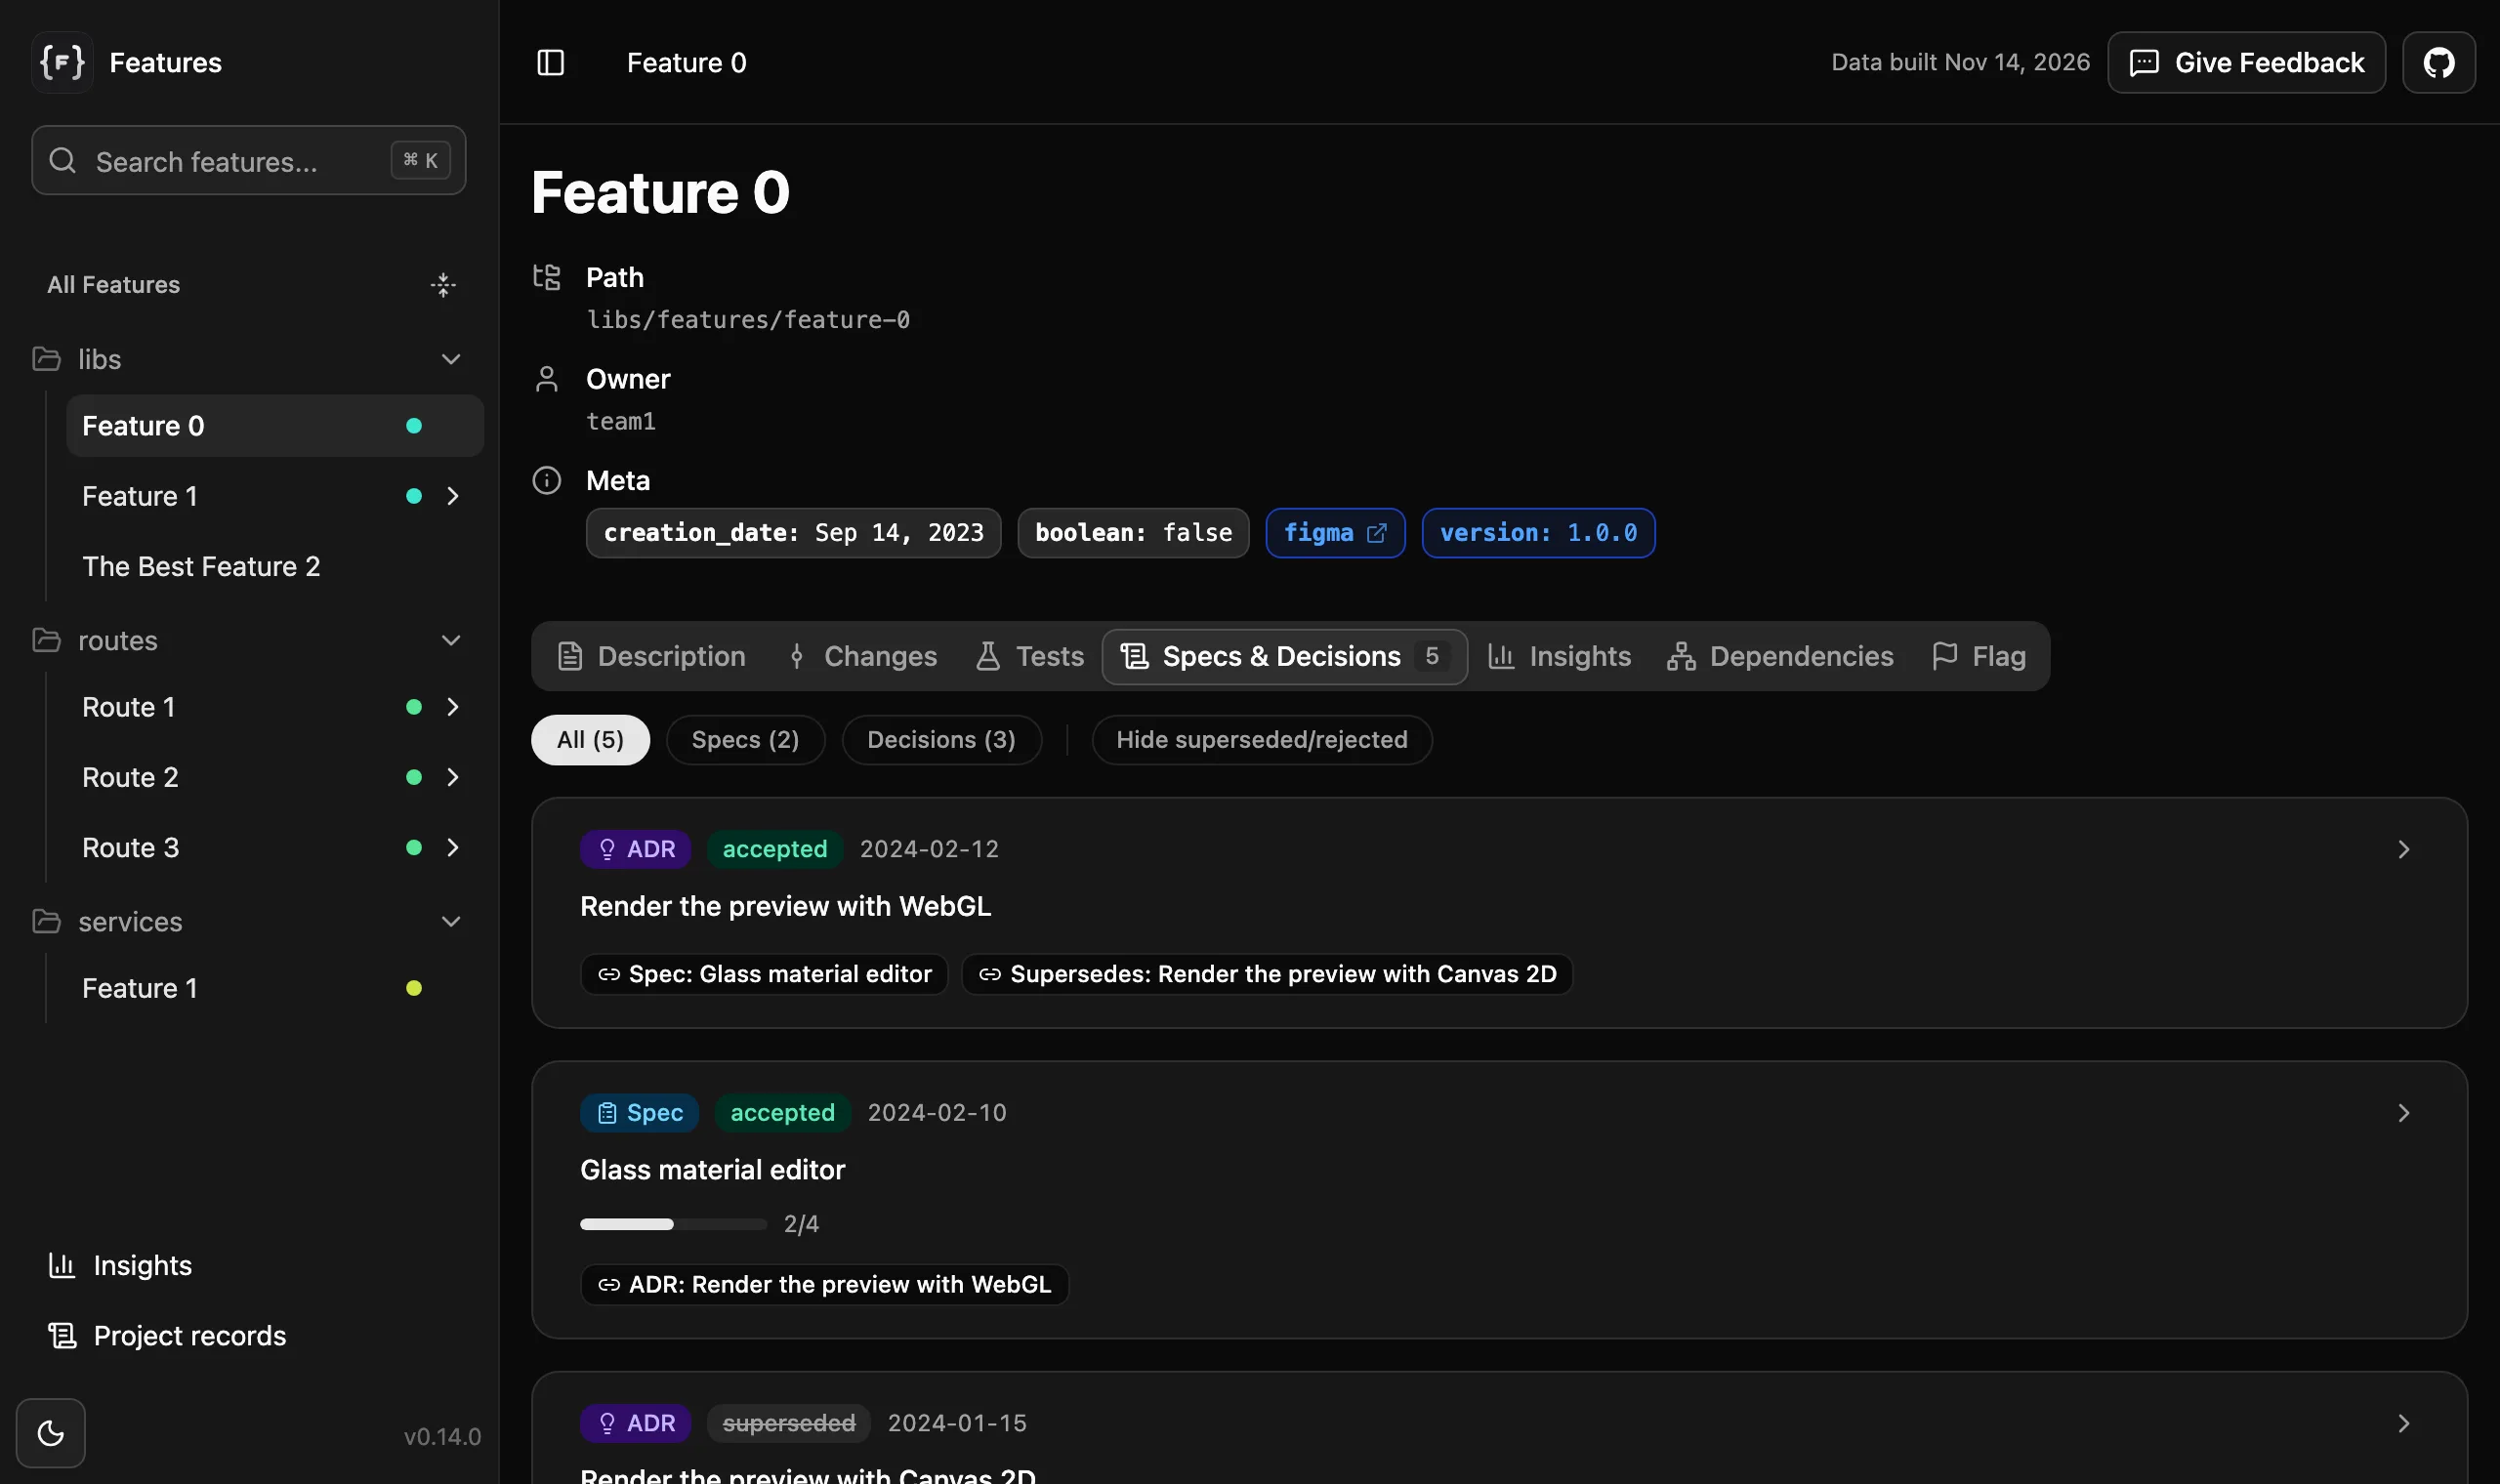 {F} Features
Search features... ⌘ K
All Features
libs
Feature 0
Feature 1
The Best Feature 2
routes
Route 1
Route 2
Route 3
services
Feature 1
Insights
Project records
v0.14.0
Feature 0
Data built Nov 14, 2026
Give Feedback
Feature 0
Path
libs/features/feature-0
Owner
team1
Meta
creation_date: Sep 14, 2023 boolean: false figma version: 1.0.0
Description Changes Tests Specs & Decisions 5 Insights Dependencies Flag
All (5) Specs (2) Decisions (3) Hide superseded/rejected
ADR accepted 2024-02-12
Render the preview with WebGL
Spec: Glass material editor Supersedes: Render the preview with Canvas 2D
Spec accepted 2024-02-10
Glass material editor
2/4
ADR: Render the preview with WebGL
ADR superseded 2024-01-15
Render the preview with Canvas 2D